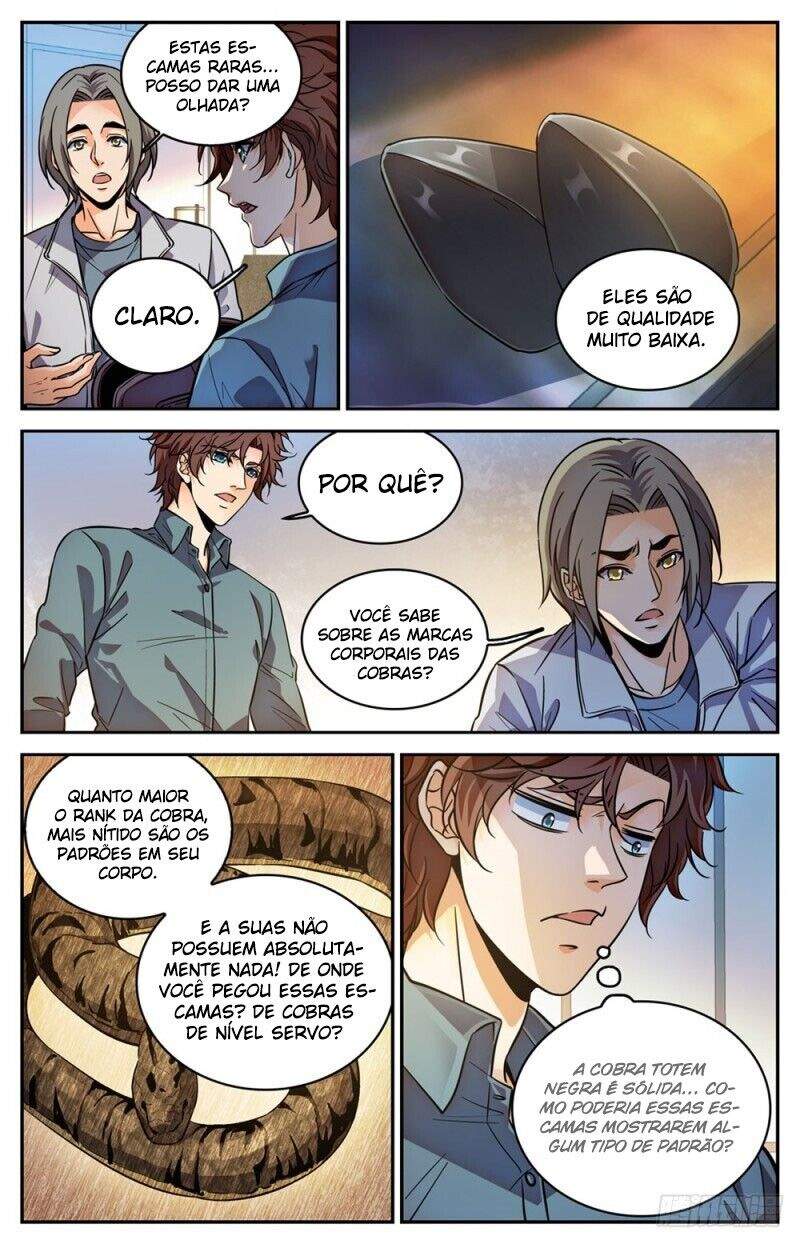 ESTAS ES-
CAMAS RARAS...
POSSO DAR UMA
OLHADA?
CLARO.
ELES SÃO
DE QUALIDADE
MUITO BAIXA.
POR QUÊ?
VOCÊ SABE
SOBRE AS MARCAS
CORPORAIS DAS
COBRAS?
QUANTO MAIOR
O RANK DA COBRA,
MAIS NÍTIDO SÃO OS
PADRÕES EM SEU
CORPO.
E A SUAS NÃO
POSSUEM ABSOLUTA-
MENTE NADA! DE ONDE
VOCÊ PEGOU ESSAS ES-
CAMAS? DE COBRAS
DE NÍVEL SERVO?
A COBRA TOTEM
NEGRA É SÓLIDA... CO-
MO PODERIA ESSAS ES-
CAMAS MOSTRAREM AL-
GUM TIPO DE PADRÃO?